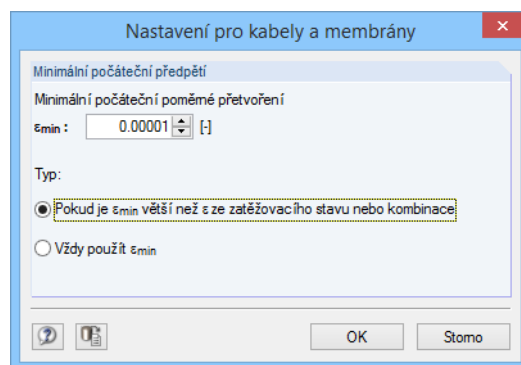 Nastavení pro kabely a membrány
Minimální počáteční předpětí
Minimální počáteční poměrné přetvoření
εmin : 0.00001 [-]
Typ:
Pokud je εmin větší než ε ze zatěžovacího stavu nebo kombinace
Vždy použít εmin
OK Storno